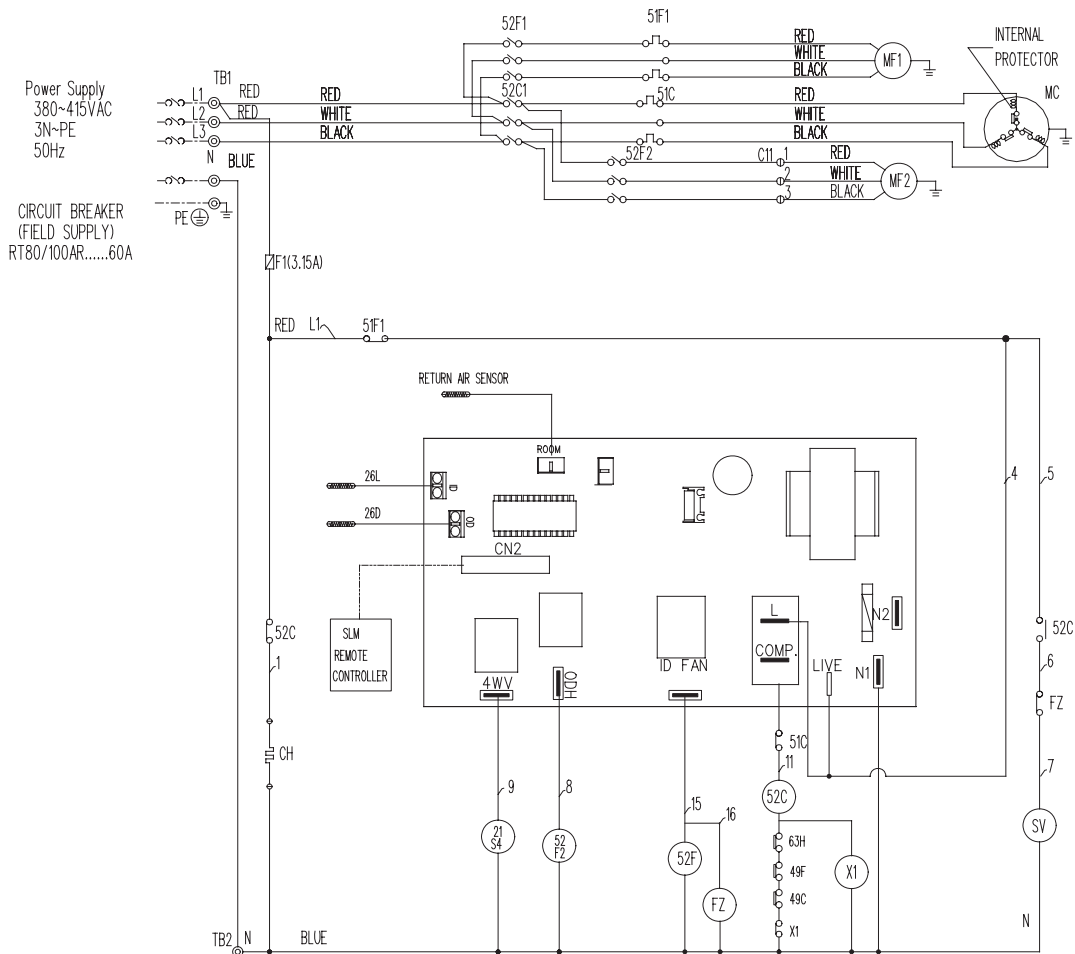 52F1
51F1
RED
WHITE
BLACK
MF1
INTERNAL
PROTECTOR
MC
Power Supply
380~415VAC
3N~PE
50Hz
TB1
RED
L1
RED
L2
L3
N
BLUE
RED
WHITE
BLACK
52C1
51C
RED
WHITE
BLACK
52F2
C11
1
2
3
RED
WHITE
BLACK
MF2
PE
CIRCUIT BREAKER
(FIELD SUPPLY)
RT80/100AR......60A
F1(3.15A)
RED
L1
51F1
RETURN AIR SENSOR
ROOM
26L
ID
26D
OD
CN2
4
5
SLM
REMOTE
CONTROLLER
52C
1
CH
4WV
ODH
ID FAN
L
COMP.
LIVE
N2
N1
52C
6
FZ
7
SV
51C
11
52C
9
8
15
16
21
S4
52
F2
52F
FZ
63H
49F
49C
X1
X1
N
TB2
N
BLUE